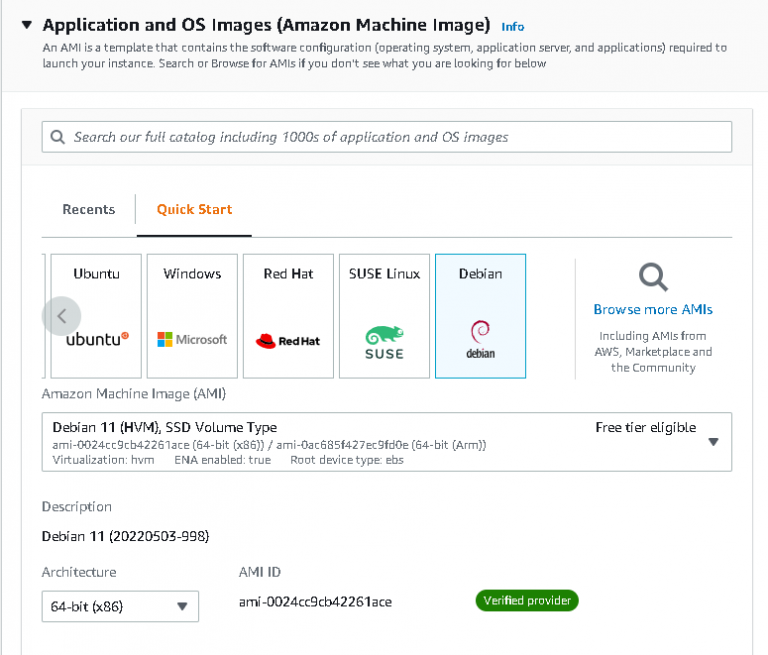 Application and OS Images (Amazon Machine Image) Info
An AMI is a template that contains the software configuration (operating system, application server, and applications) required to
launch your instance. Search or Browse for AMIs if you don't see what you are looking for below
Search our full catalog including 1000s of application and OS images
Recents
Quick Start
Ubuntu
ubuntu
Windows
Microsoft
Red Hat
Red Hat
SUSE Linux
SUSE
Debian
debian
Browse more AMIs
Including AMIs from
AWS, Marketplace and
the Community
Amazon Machine Image (AMI)
Debian 11 (HVM), SSD Volume Type
Free tier eligible
ami-0024cc9cb42261ace (64-bit (x86)) / ami-0ac685f427ec9fd0e (64-bit (Arm))
Virtualization: hvm ENA enabled: true Root device type: ebs
Description
Debian 11 (20220503-998)
Architecture
64-bit (x86)
AMI ID
ami-0024cc9cb42261ace
Verified provider